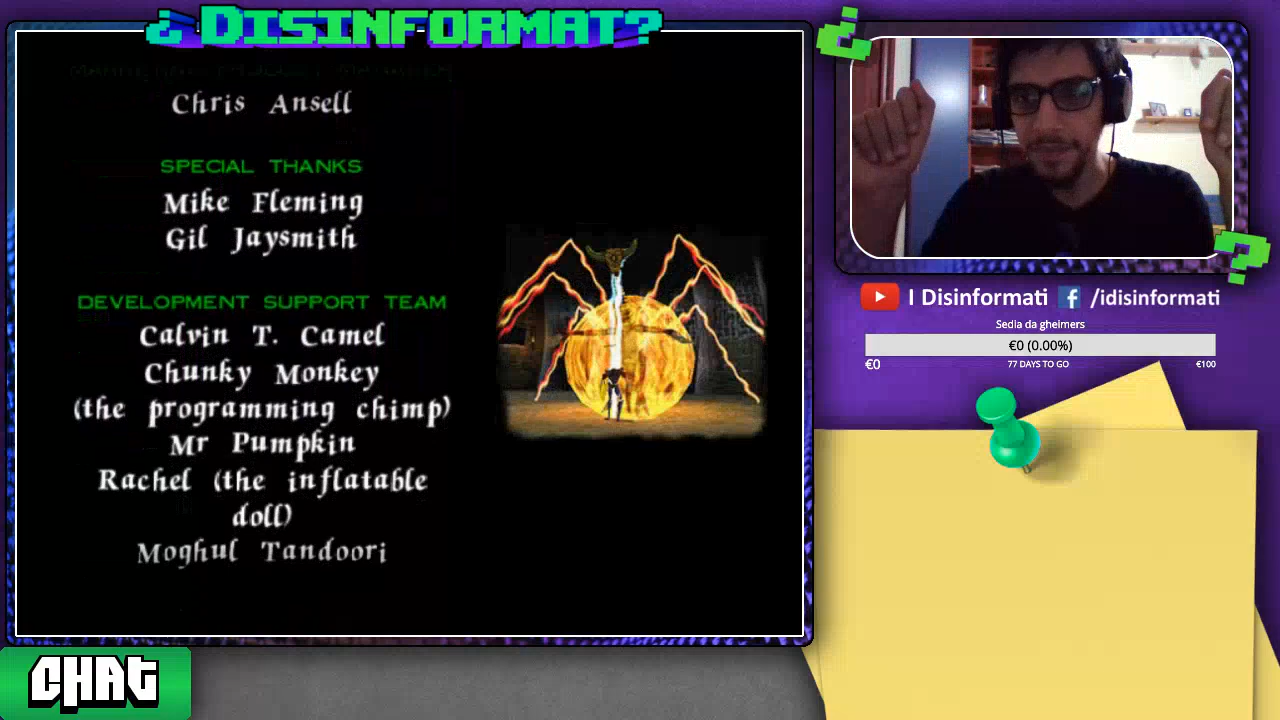 ¿ DISINFORMAT?
Chris Ansell
SPECIAL THANKS
Mike Fleming
Gil Jaysmith
DEVELOPMENT SUPPORT TEAM
Calvin T. Camel
Chunky Monkey
(the programming chimp)
Mr Pumpkin
Rachel (the inflatable
doll)
Moghul Tandoori
¿
?
I Disinformati /idisinformati
Sedia da gheimers
€0 (0.00%)
€0 77 DAYS TO GO €100
CHAT